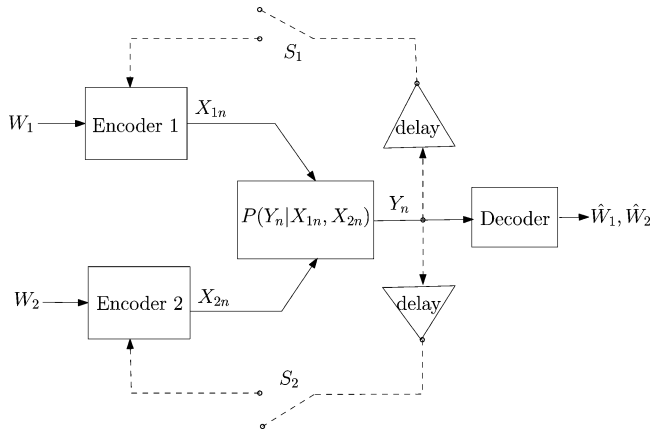 S₁
delay
W₁
Encoder 1
X₁ₙ
P(Yₙ|X₁ₙ, X₂ₙ)
Yₙ
Decoder
Ŵ₁, Ŵ₂
W₂
Encoder 2
X₂ₙ
delay
S₂